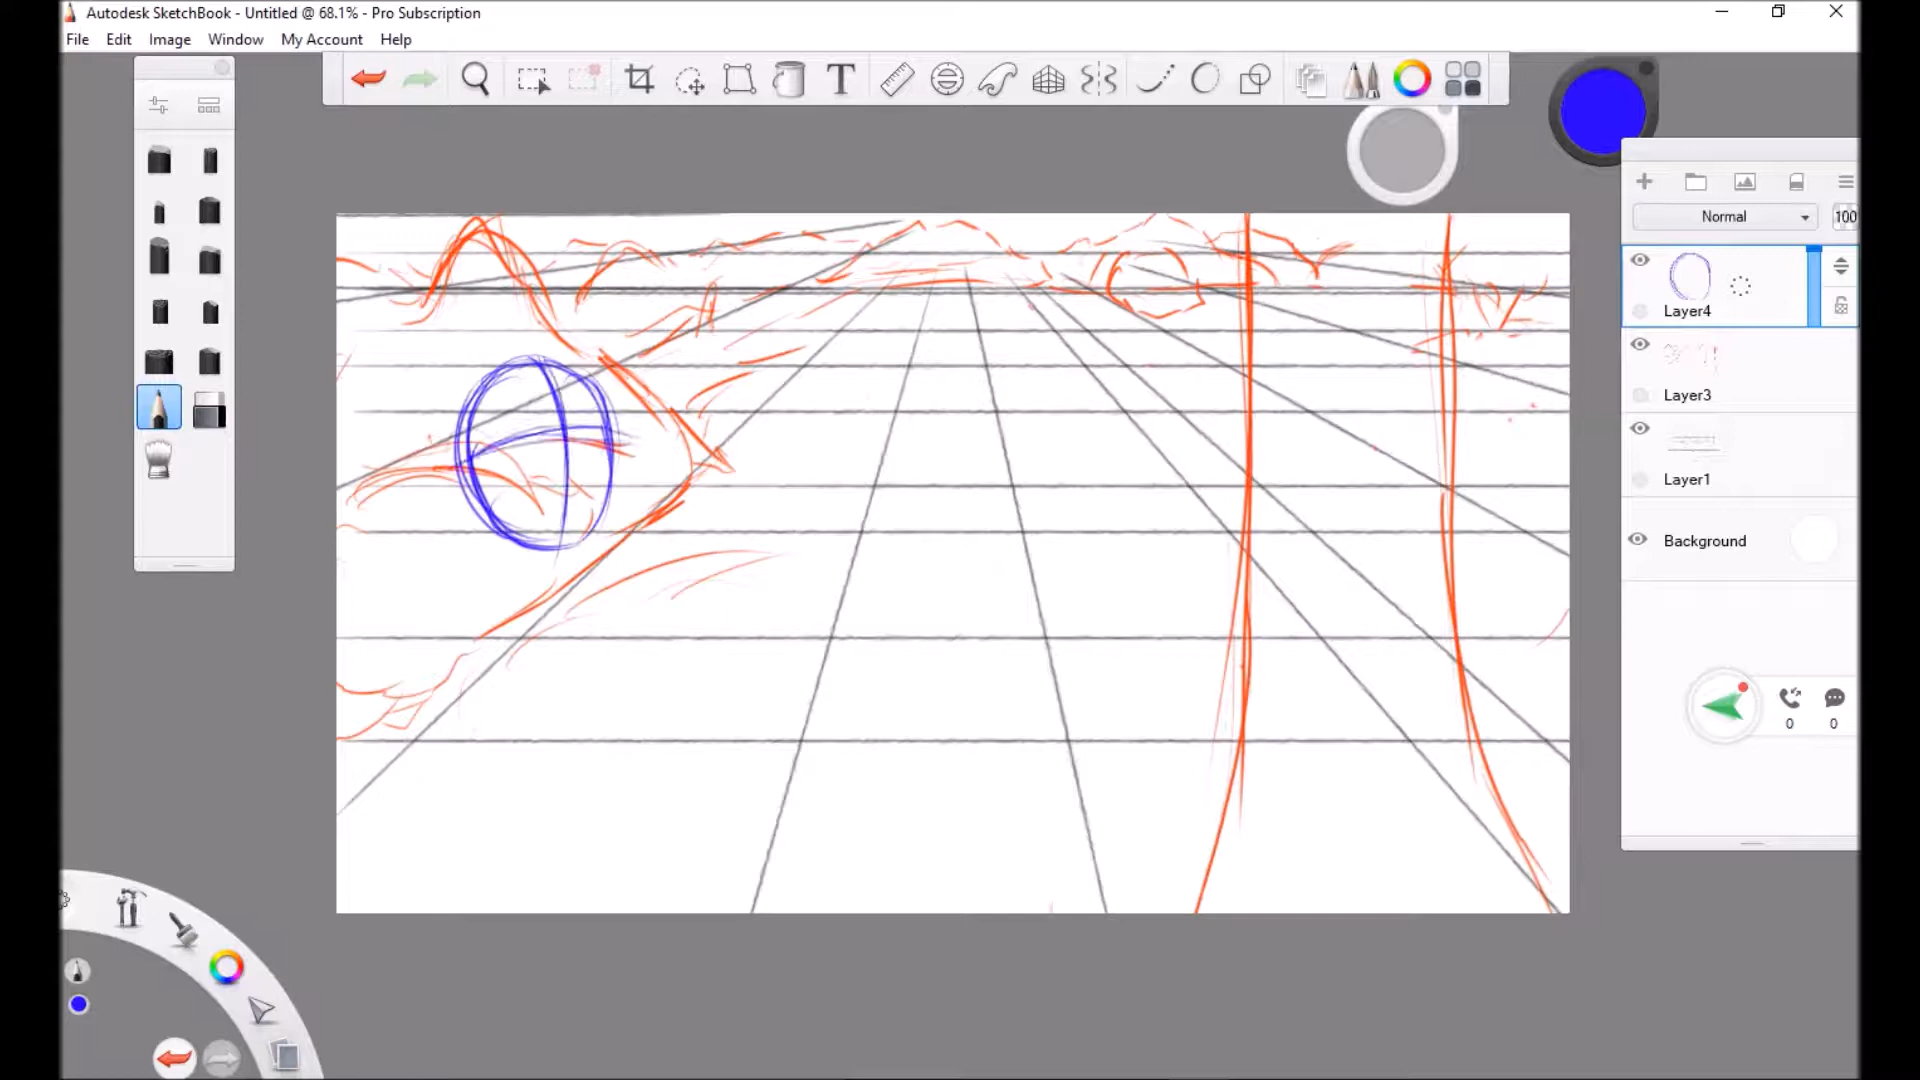 Autodesk SketchBook - Untitled @ 68.1% - Pro Subscription
File Edit Image Window My Account Help
T
Normal 100
Layer4
Layer3
Layer1
Background
0 0